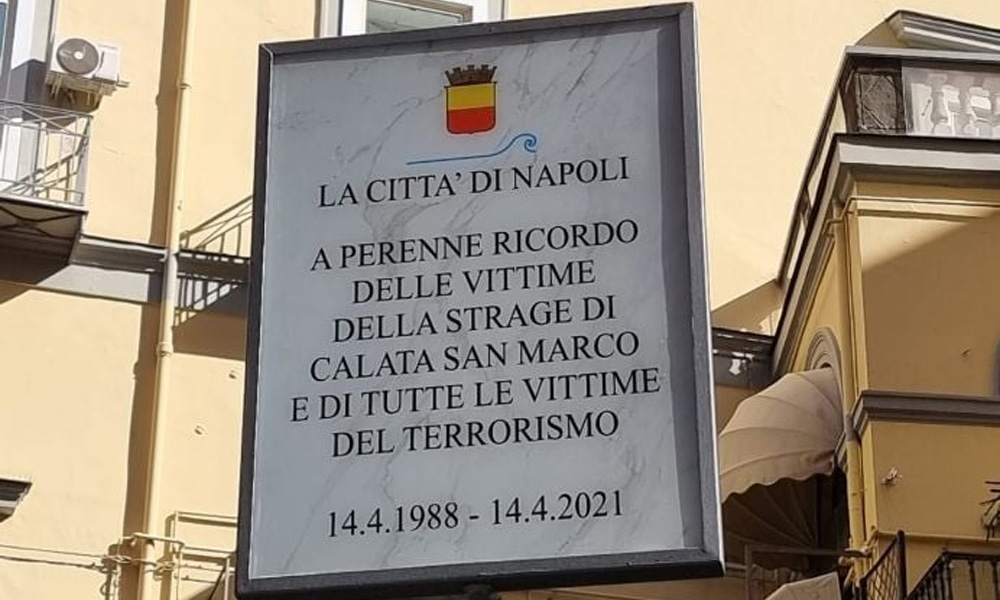 LA CITTA' DI NAPOLI
A PERENNE RICORDO
DELLE VITTIME
DELLA STRAGE DI
CALATA SAN MARCO
E DI TUTTE LE VITTIME
DEL TERRORISMO
14.4.1988 - 14.4.2021